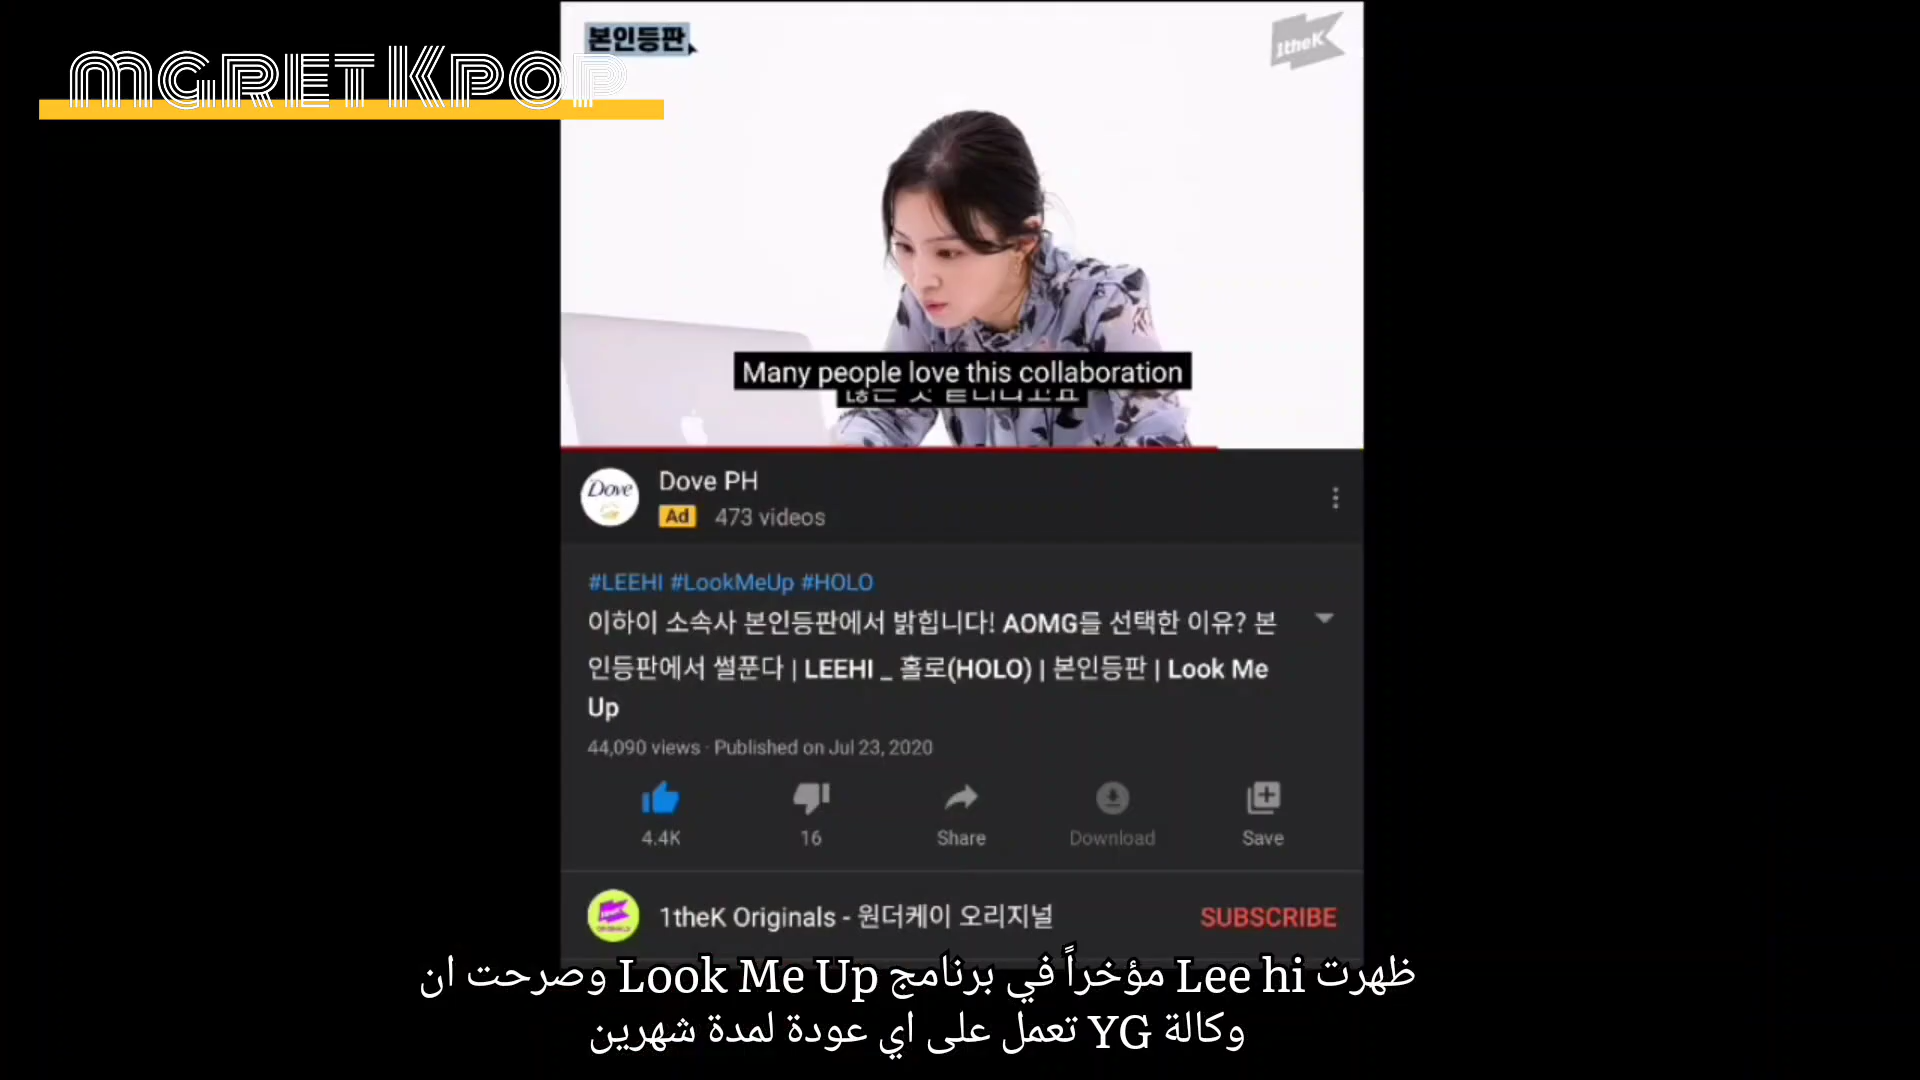 본인등판
1theK
MGRET KPOP
Many people love this collaboration
Dove
Dove PH
Ad 473 videos
#LEEHI #LookMeUp #HOLO
이하이 소속사 본인등판에서 밝힙니다! AOMG를 선택한 이유? 본
인등판에서 썰푼다 | LEEHI _ 홀로(HOLO) | 본인등판 | Look Me
Up
44,090 views · Published on Jul 23, 2020
4.4K 16 Share Download Save
1theK Originals - 원더케이 오리지널 SUBSCRIBE
ظهرت Lee hi مؤخراً في برنامج Look Me Up وصرحت ان
وكالة YG تعمل على اي عودة لمدة شهرين